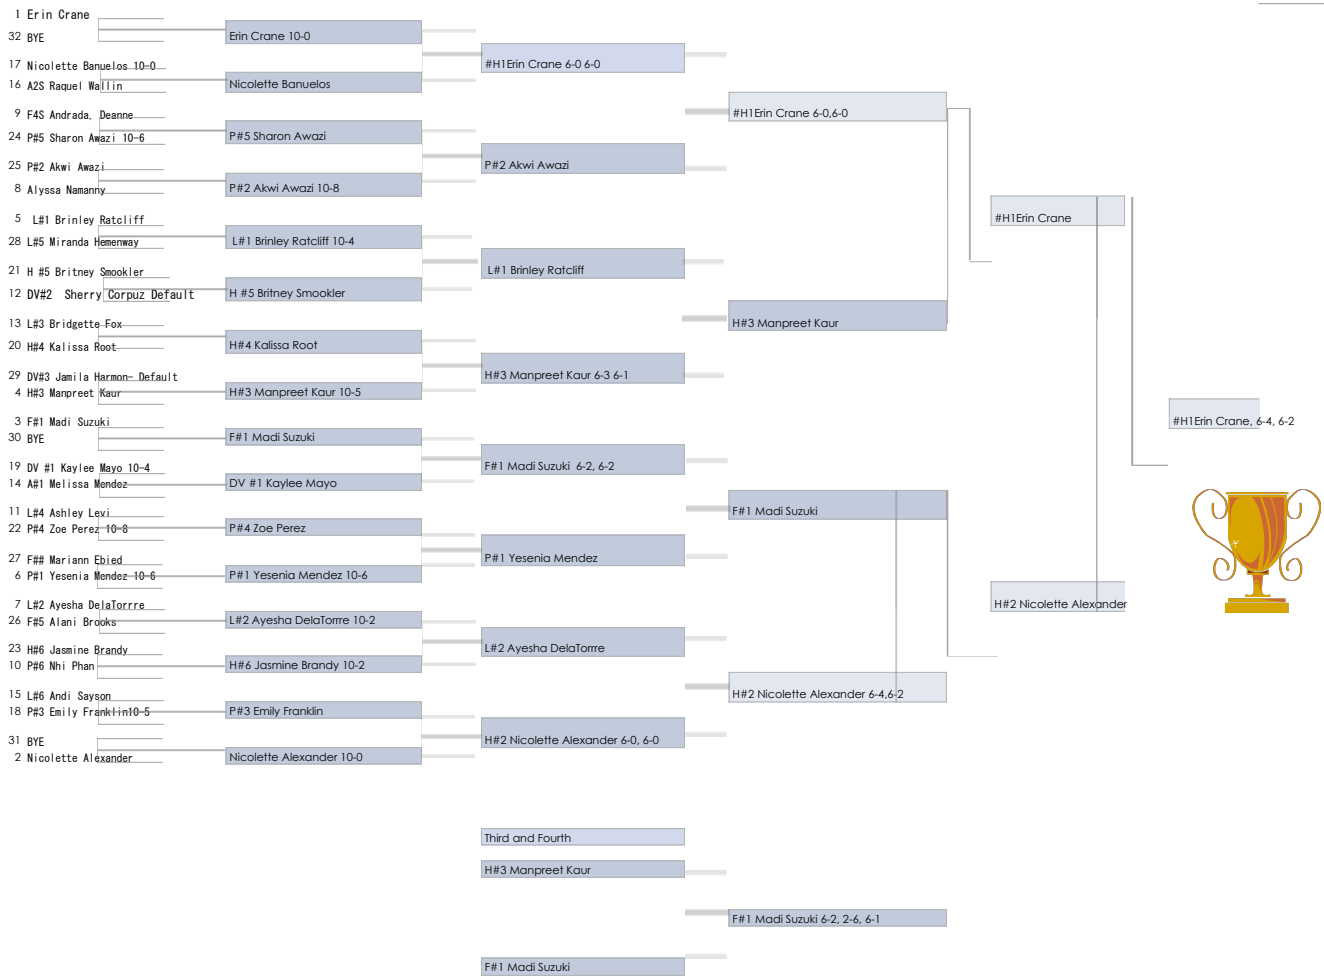 1 Erin Crane
32 BYE
17 Nicolette Banuelos 10-0
16 A2S Raquel Wallin
9 F4S Andrada, Deanne
24 P#5 Sharon Awazi 10-6
25 P#2 Akwi Awazi
8 Alyssa Namanny
5 L#1 Brinley Ratcliff
28 L#5 Miranda Hemenway
21 H #5 Britney Smookler
12 DV#2 Sherry Corpuz Default
13 L#3 Bridgette Fox
20 H#4 Kalissa Root
29 DV#3 Jamila Harmon- Default
4 H#3 Manpreet Kaur
3 F#1 Madi Suzuki
30 BYE
19 DV #1 Kaylee Mayo 10-4
14 A#1 Melissa Mendez
11 L#4 Ashley Levi
22 P#4 Zoe Perez 10-8
27 F## Mariann Ebied
6 P#1 Yesenia Mendez 10-6
7 L#2 Ayesha DelaTorrre
26 F#5 Alani Brooks
23 H#6 Jasmine Brandy
10 P#6 Nhi Phan
15 L#6 Andi Sayson
18 P#3 Emily Franklin10-5
31 BYE
2 Nicolette Alexander
Erin Crane 10-0
Nicolette Banuelos
P#5 Sharon Awazi
P#2 Akwi Awazi 10-8
L#1 Brinley Ratcliff 10-4
H #5 Britney Smookler
H#4 Kalissa Root
H#3 Manpreet Kaur 10-5
F#1 Madi Suzuki
DV #1 Kaylee Mayo
P#4 Zoe Perez
P#1 Yesenia Mendez 10-6
L#2 Ayesha DelaTorrre 10-2
H#6 Jasmine Brandy 10-2
P#3 Emily Franklin
Nicolette Alexander 10-0
#H1Erin Crane 6-0 6-0
P#2 Akwi Awazi
L#1 Brinley Ratcliff
H#3 Manpreet Kaur 6-3 6-1
F#1 Madi Suzuki 6-2, 6-2
P#1 Yesenia Mendez
L#2 Ayesha DelaTorrre
H#2 Nicolette Alexander 6-0, 6-0
#H1Erin Crane 6-0,6-0
H#3 Manpreet Kaur
F#1 Madi Suzuki
H#2 Nicolette Alexander 6-4,6-2
#H1Erin Crane
H#2 Nicolette Alexander
#H1Erin Crane, 6-4, 6-2
Third and Fourth
H#3 Manpreet Kaur
F#1 Madi Suzuki 6-2, 2-6, 6-1
F#1 Madi Suzuki